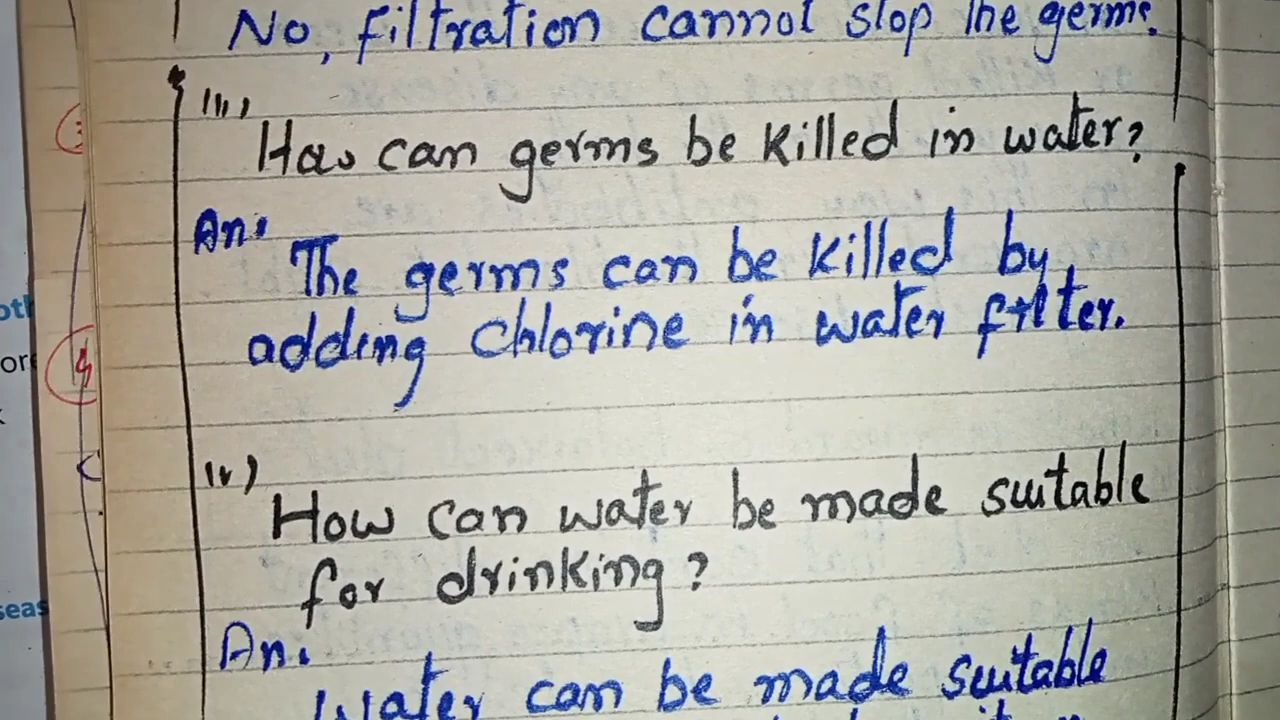 No, filtration cannot stop the germs.
iii)
How can germs be killed in water?
An:
The germs can be killed by
adding Chlorine in water filter.
iv)
How can water be made suitable
for drinking?
An.
Water can be made suitable